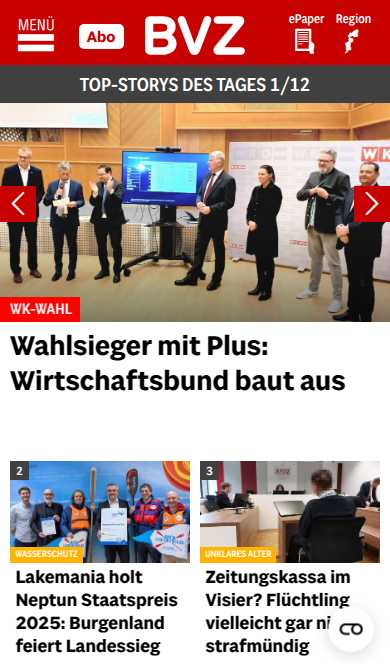 MENÜ
Abo
BVZ
ePaper
Region
TOP-STORYS DES TAGES 1/12
WK-WAHL
Wahlsieger mit Plus:
Wirtschaftsbund baut aus
2
WASSERSCHUTZ
Lakemania holt
Neptun Staatspreis
2025: Burgenland
feiert Landessieg
3
UNKLARES ALTER
Zeitungskassa im
Visier? Flüchtling
vielleicht gar
strafmündig